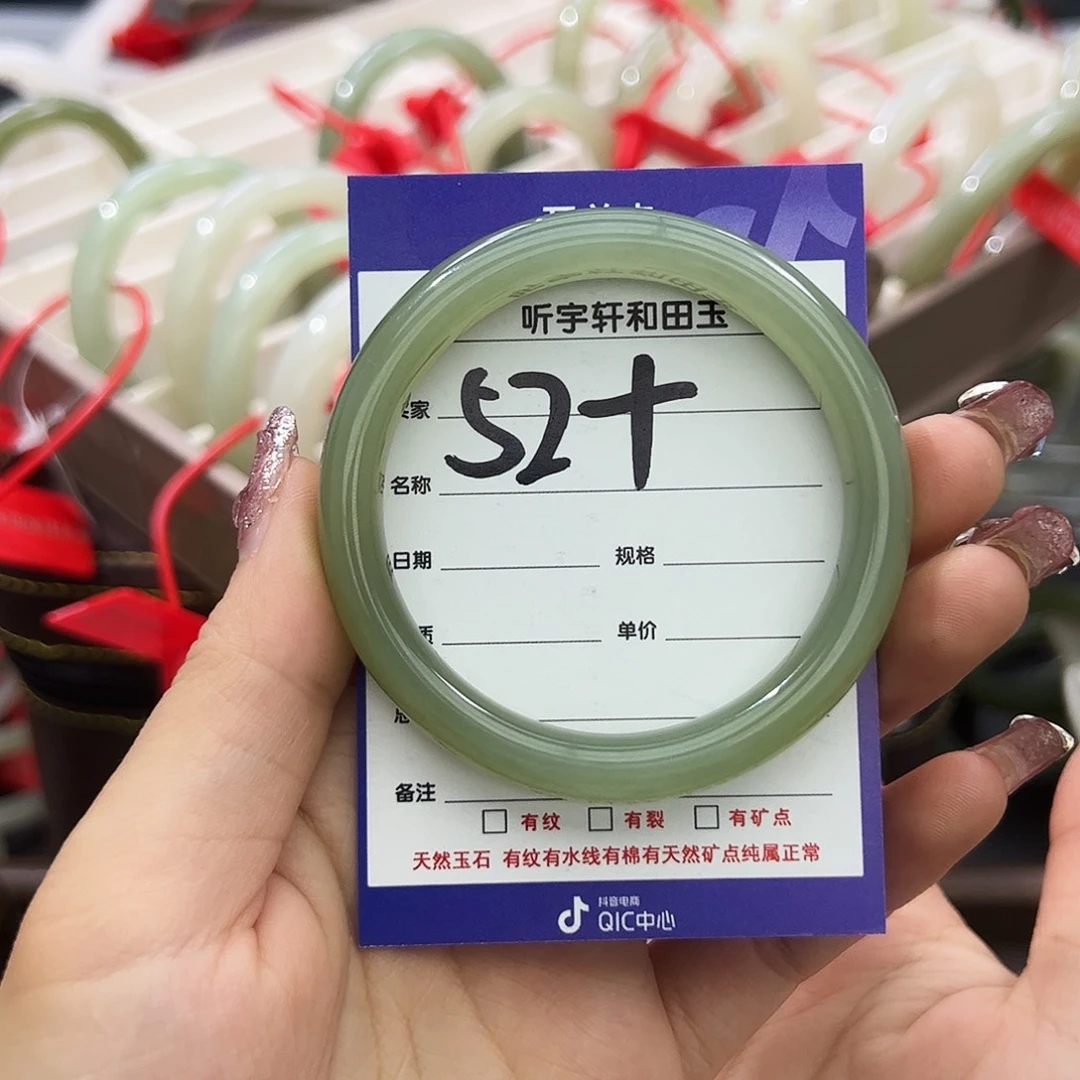 听宇轩和田玉
52+
家
名称
日期 规格
质 单价
备注
有纹 有裂 有矿点
天然玉石 有纹有水线有棉有天然矿点纯属正常
抖音电商
QIC中心